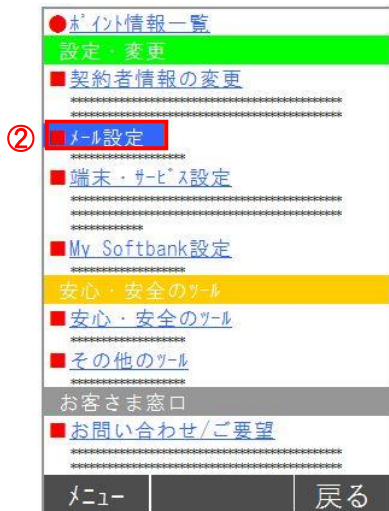 ●ﾎﾟｲﾝﾄ情報一覧
設定・変更
■契約者情報の変更
****************************************
****************************************
② ■ﾒｰﾙ設定
*****************
■端末・ｻｰﾋﾞｽ設定
****************************************
****************************************
***********
■My Softbank設定
*****************
安心・安全のﾂｰﾙ
■安心・安全のﾂｰﾙ
*****************
■その他のﾂｰﾙ
*****************
お客さま窓口
■お問い合わせ/ご要望
****************************************
****************************************
メニュー 戻る